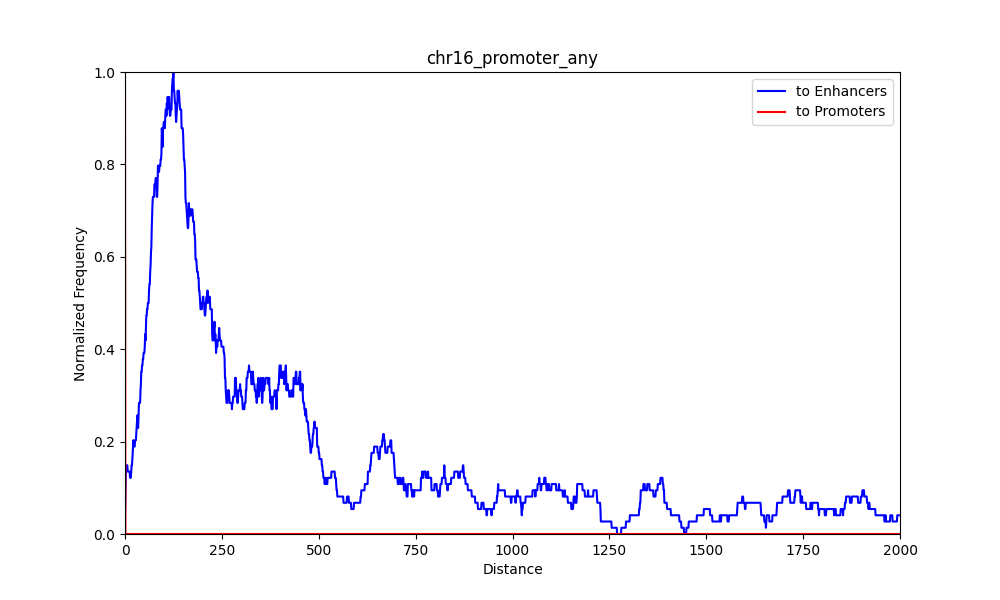 chr16_promoter_any
1.0
0.8
0.6
0.4
0.2
0.0
Normalized Frequency
to Enhancers
to Promoters
0 250 500 750 1000 1250 1500 1750 2000
Distance